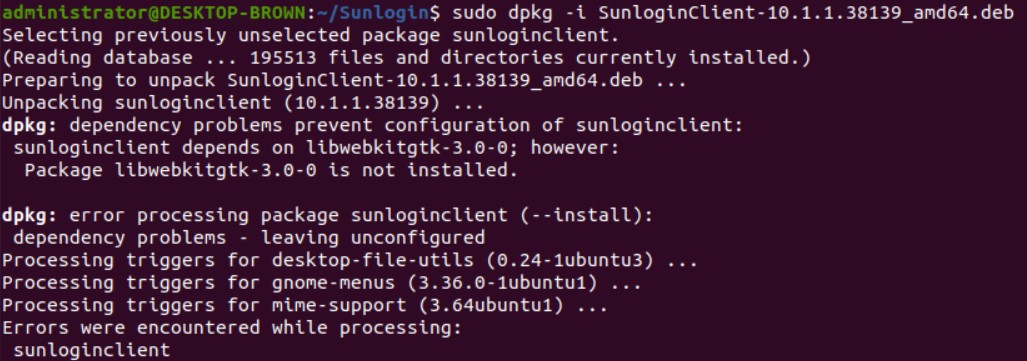 administrator@DESKTOP-BROWN:~/Sunlogin$ sudo dpkg -i SunloginClient-10.1.1.38139_amd64.deb
Selecting previously unselected package sunloginclient.
(Reading database ... 195513 files and directories currently installed.)
Preparing to unpack SunloginClient-10.1.1.38139_amd64.deb ...
Unpacking sunloginclient (10.1.1.38139) ...
dpkg: dependency problems prevent configuration of sunloginclient:
 sunloginclient depends on libwebkitgtk-3.0-0; however:
  Package libwebkitgtk-3.0-0 is not installed.

dpkg: error processing package sunloginclient (--install):
 dependency problems - leaving unconfigured
Processing triggers for desktop-file-utils (0.24-1ubuntu3) ...
Processing triggers for gnome-menus (3.36.0-1ubuntu1) ...
Processing triggers for mime-support (3.64ubuntu1) ...
Errors were encountered while processing:
 sunloginclient